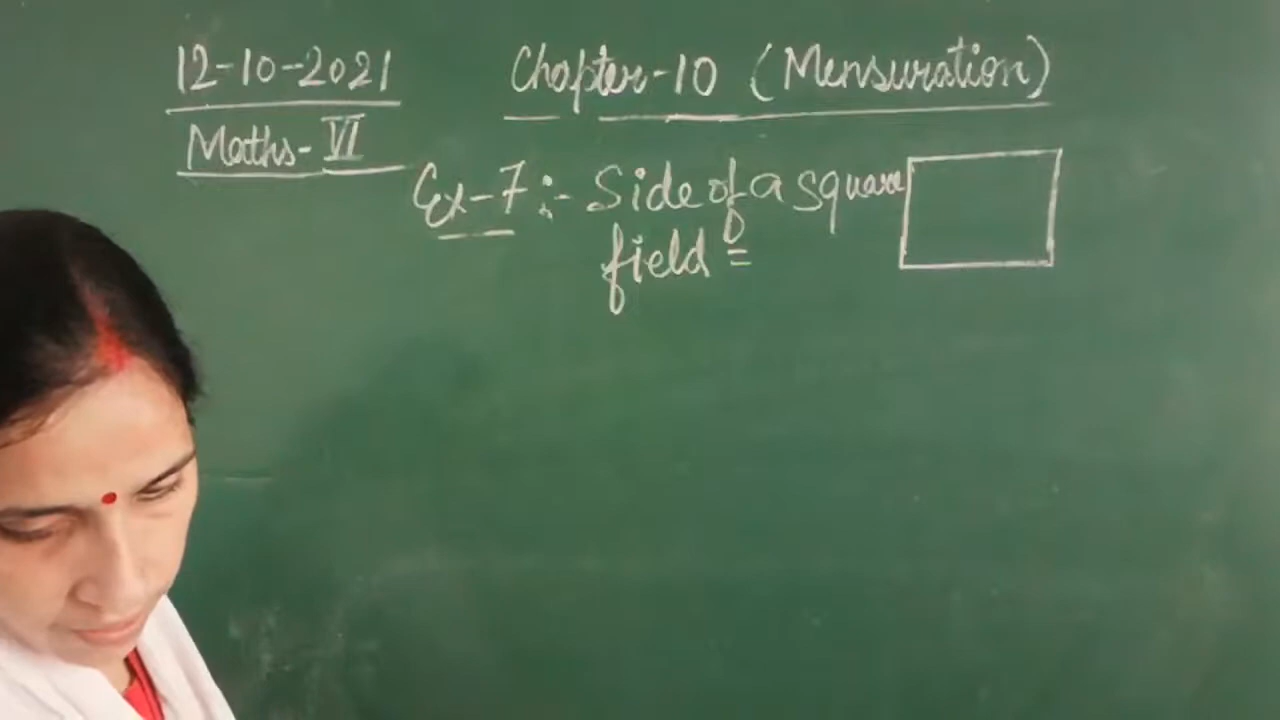 12-10-2021
Chapter-10 (Mensuration)
Maths- VI
Ex-7:- Side of a square
field =